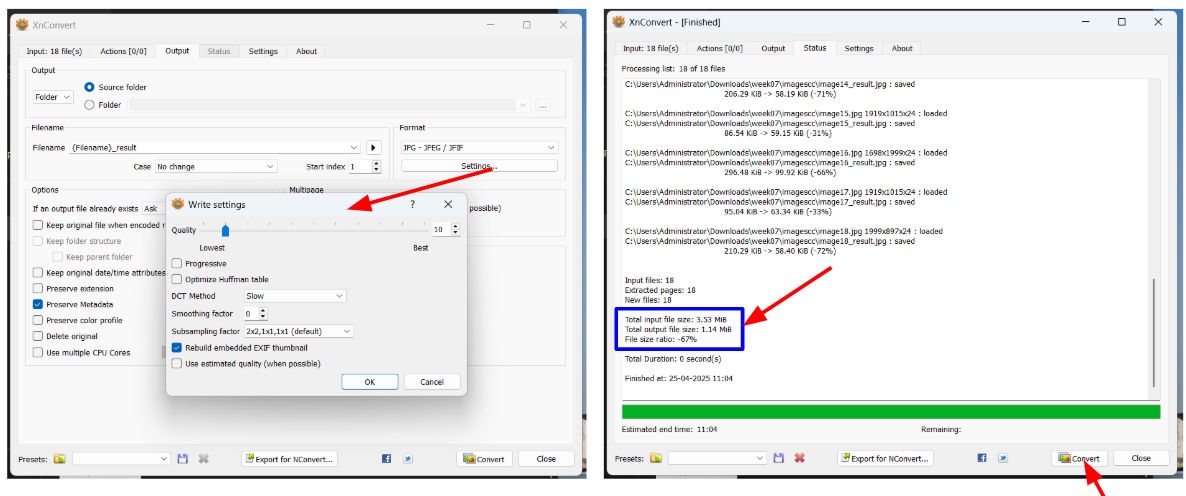 XnConvert
Input: 18 file(s) Actions [0/0] Output Status Settings About
Output
Folder
Source folder
Folder
...
Filename
Filename {Filename}_result
Case No change Start index 1
Format
JPG - JPEG / JFIF
Settings...
Options
Multipage
If an output file already exists Ask
possible)
Keep original file when encoded r
Keep folder structure
Keep parent folder
Keep original date/time attributes
Preserve extension
Preserve Metadata
Preserve color profile
Delete original
Use multiple CPU Cores
Write settings ?
Quality 10
Lowest Best
Progressive
Optimize Huffman table
DCT Method Slow
Smoothing factor 0
Subsampling factor 2x2,1x1,1x1 (default)
Rebuild embedded EXIF thumbnail
Use estimated quality (when possible)
OK Cancel
Presets: Export for NConvert... Convert Close
XnConvert - [Finished]
Input: 18 file(s) Actions [0/0] Output Status Settings About
Processing list: 18 of 18 files
C:\Users\Administrator\Downloads\week07\imagescc\image14_result.jpg : saved
206.29 KiB -> 58.19 KiB (-71%)
C:\Users\Administrator\Downloads\week07\imagescc\image15.jpg 1919x1015x24 : loaded
C:\Users\Administrator\Downloads\week07\imagescc\image15_result.jpg : saved
86.54 KiB -> 59.15 KiB (-31%)
C:\Users\Administrator\Downloads\week07\imagescc\image16.jpg 1698x1999x24 : loaded
C:\Users\Administrator\Downloads\week07\imagescc\image16_result.jpg : saved
296.48 KiB -> 99.92 KiB (-66%)
C:\Users\Administrator\Downloads\week07\imagescc\image17.jpg 1919x1015x24 : loaded
C:\Users\Administrator\Downloads\week07\imagescc\image17_result.jpg : saved
95.04 KiB -> 63.34 KiB (-33%)
C:\Users\Administrator\Downloads\week07\imagescc\image18.jpg 1999x897x24 : loaded
C:\Users\Administrator\Downloads\week07\imagescc\image18_result.jpg : saved
210.29 KiB -> 58.40 KiB (-72%)
Input files: 18
Extracted pages: 18
New files: 18
Total input file size: 3.53 MiB
Total output file size: 1.14 MiB
File size ratio: -67%
Total Duration: 0 second(s)
Finished at: 25-04-2025 11:04
Estimated end time: 11:04 Remaining:
Presets: Export for NConvert... Convert Close